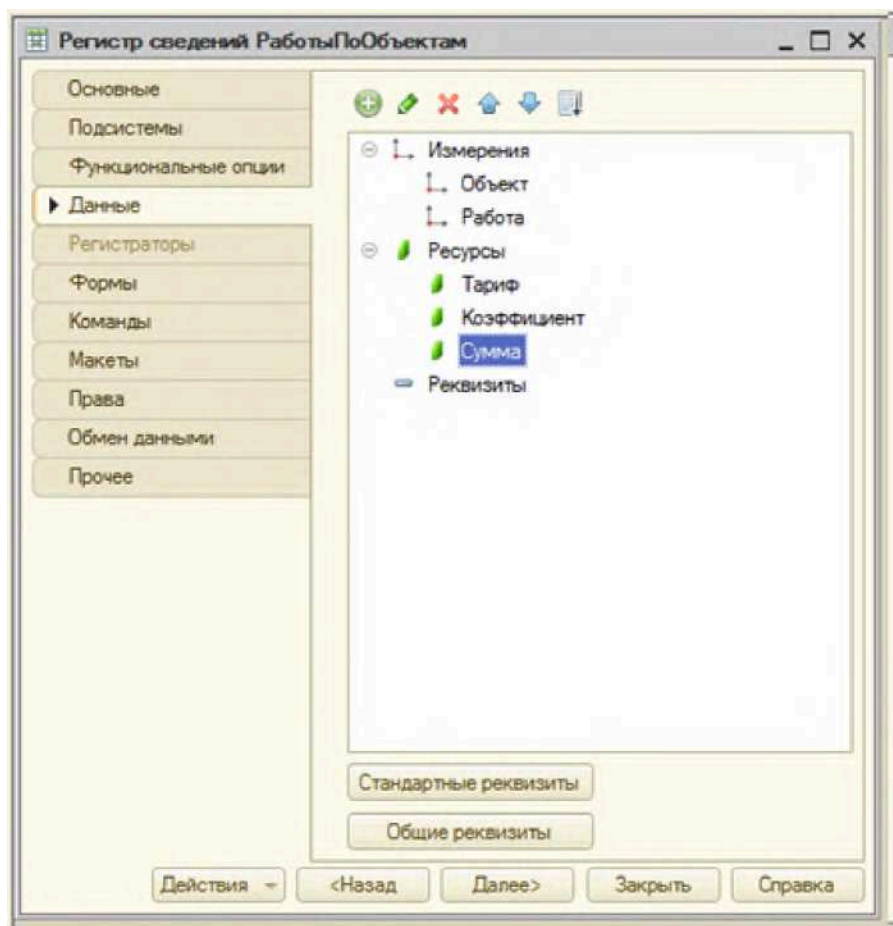 Регистр сведений РаботыПоОбъектам
Основные
Подсистемы
Функциональные опции
Данные
Регистраторы
Формы
Команды
Макеты
Права
Обмен данными
Прочее
Измерения
Объект
Работа
Ресурсы
Тариф
Коэффициент
Сумма
Реквизиты
Стандартные реквизиты
Общие реквизиты
Действия <Назад Далее> Закрыть Справка